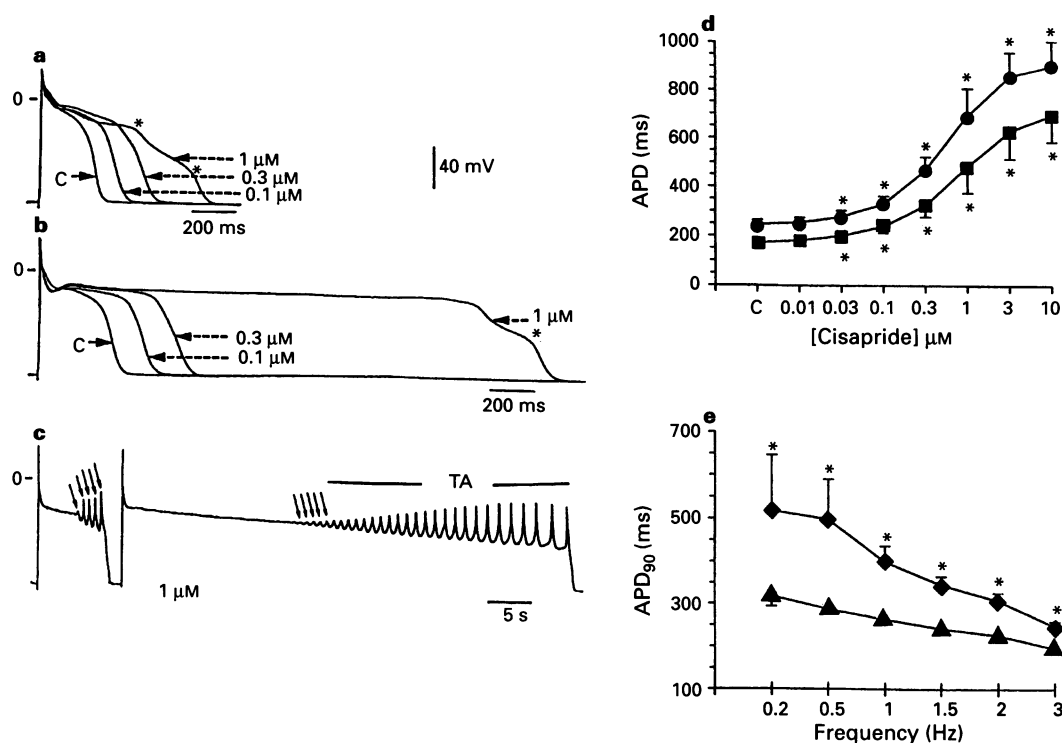 a
0
*
1 µM
*
C
0.3 µM
0.1 µM
200 ms
40 mV
b
0
1 µM
*
0.3 µM
C
0.1 µM
200 ms
c
0
TA
1 µM
5 s
d
1000
800
600
400
200
0
APD (ms)
* * * * * *
* * * * * *
C 0.01 0.03 0.1 0.3 1 3 10
[Cisapride] µM
e
700
500
300
100
APD90 (ms)
* * * * * *
0.2 0.5 1 1.5 2 3
Frequency (Hz)